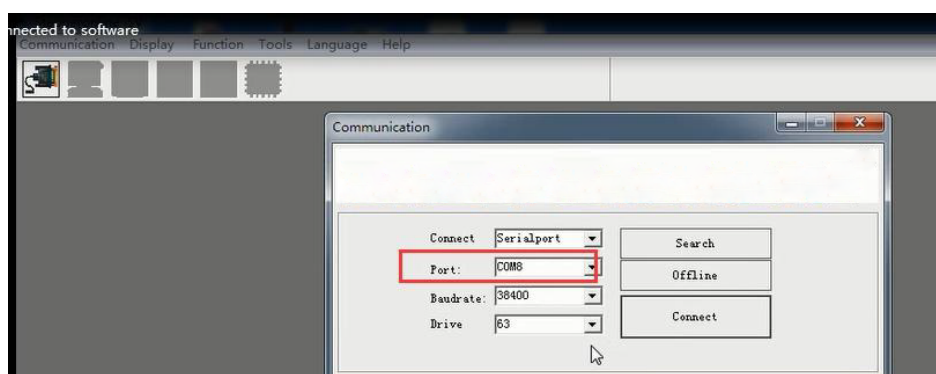 nnected to software
Communication Display Function Tools Language Help
Communication
Connect Serialport Search
Port: COM8 Offline
Baudrate: 38400 Connect
Drive 63